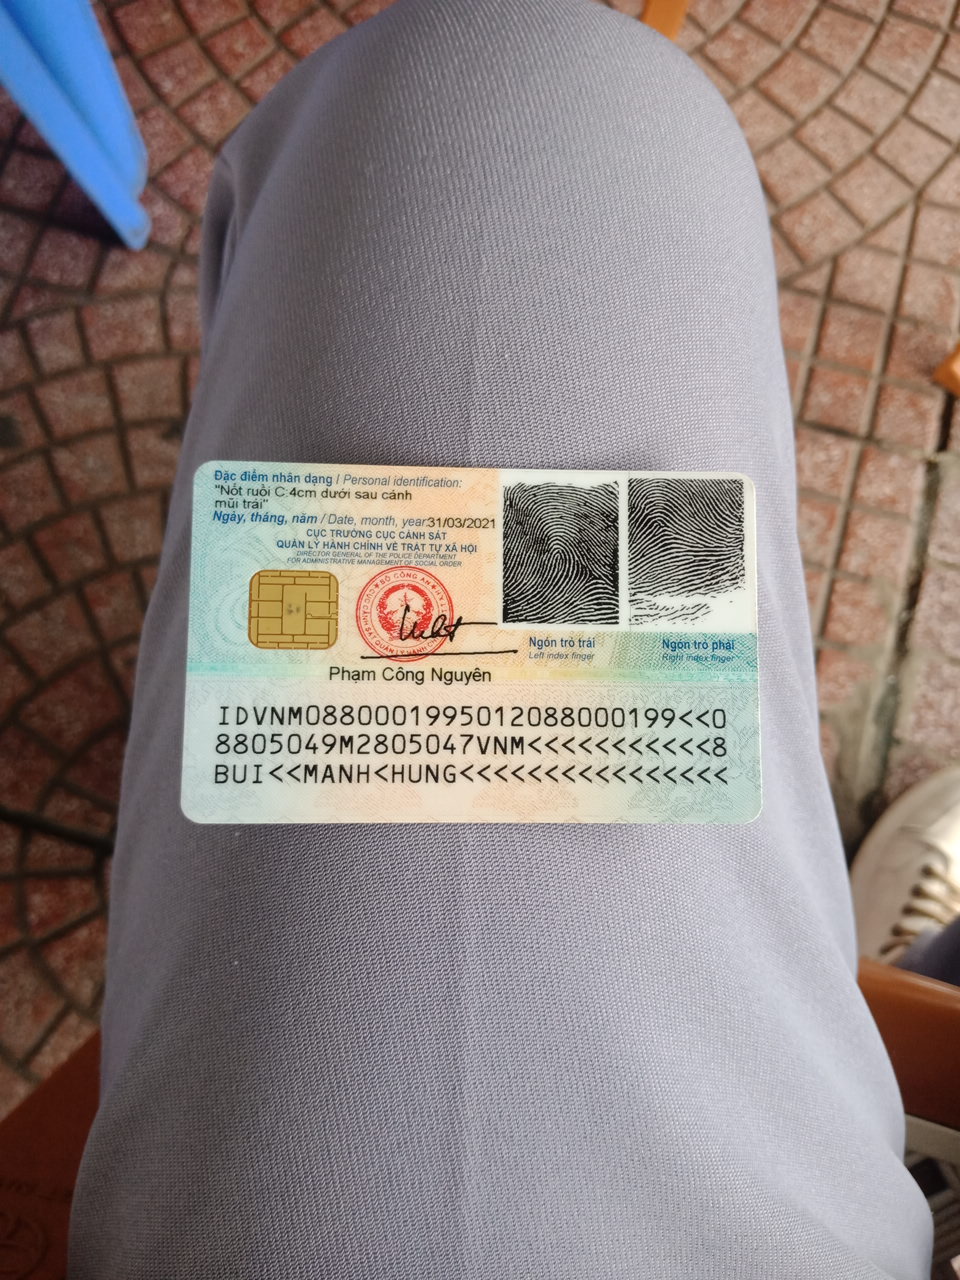 Đặc điểm nhân dạng / Personal identification:
"Nốt ruồi C:4cm dưới sau cánh
mũi trái"
Ngày, tháng, năm / Date, month, year:31/03/2021
CỤC TRƯỞNG CỤC CẢNH SÁT
QUẢN LÝ HÀNH CHÍNH VỀ TRẬT TỰ XÃ HỘI
DIRECTOR GENERAL OF THE POLICE DEPARTMENT
FOR ADMINISTRATIVE MANAGEMENT OF SOCIAL ORDER
BỘ CÔNG AN
Ngón trỏ trái
Left index finger
Ngón trỏ phải
Right index finger
Phạm Công Nguyên
IDVNM0880001995012088000199<<0
8805049M2805047VNM<<<<<<<<<<<8
BUI<<MANH<HUNG<<<<<<<<<<<<<<<<